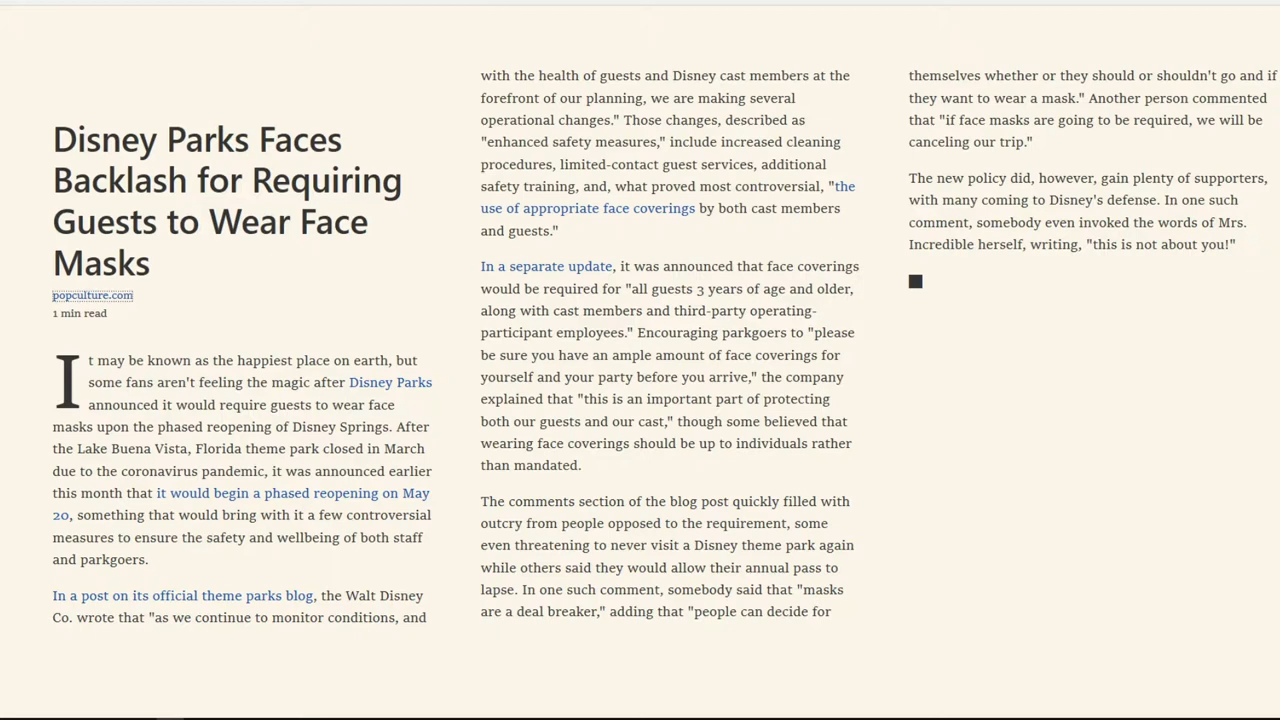 Disney Parks Faces
Backlash for Requiring
Guests to Wear Face
Masks
popculture.com
1 min read
It may be known as the happiest place on earth, but
some fans aren't feeling the magic after Disney Parks
announced it would require guests to wear face
masks upon the phased reopening of Disney Springs. After
the Lake Buena Vista, Florida theme park closed in March
due to the coronavirus pandemic, it was announced earlier
this month that it would begin a phased reopening on May
20, something that would bring with it a few controversial
measures to ensure the safety and wellbeing of both staff
and parkgoers.
In a post on its official theme parks blog, the Walt Disney
Co. wrote that "as we continue to monitor conditions, and
with the health of guests and Disney cast members at the
forefront of our planning, we are making several
operational changes." Those changes, described as
"enhanced safety measures," include increased cleaning
procedures, limited-contact guest services, additional
safety training, and, what proved most controversial, "the
use of appropriate face coverings by both cast members
and guests."
In a separate update, it was announced that face coverings
would be required for "all guests 3 years of age and older,
along with cast members and third-party operating-
participant employees." Encouraging parkgoers to "please
be sure you have an ample amount of face coverings for
yourself and your party before you arrive," the company
explained that "this is an important part of protecting
both our guests and our cast," though some believed that
wearing face coverings should be up to individuals rather
than mandated.
The comments section of the blog post quickly filled with
outcry from people opposed to the requirement, some
even threatening to never visit a Disney theme park again
while others said they would allow their annual pass to
lapse. In one such comment, somebody said that "masks
are a deal breaker," adding that "people can decide for
themselves whether or they should or shouldn't go and if
they want to wear a mask." Another person commented
that "if face masks are going to be required, we will be
canceling our trip."
The new policy did, however, gain plenty of supporters,
with many coming to Disney's defense. In one such
comment, somebody even invoked the words of Mrs.
Incredible herself, writing, "this is not about you!"